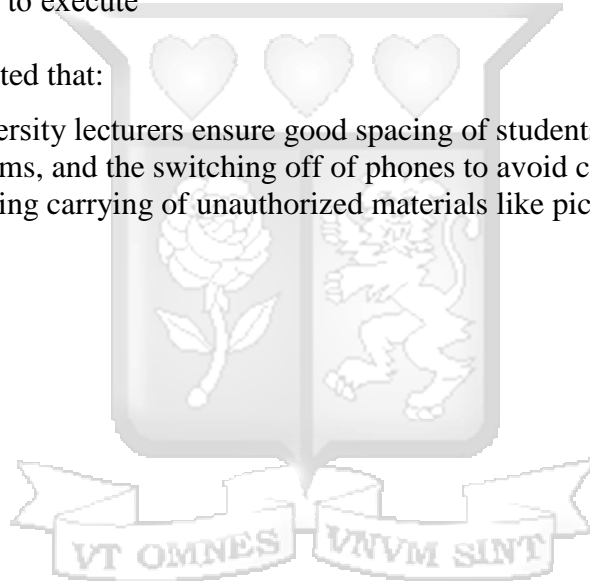 to execute
ted that:
ersity lecturers ensure good spacing of students
ms, and the switching off of phones to avoid c
ing carrying of unauthorized materials like pic
VT OMNES VNVM SINT